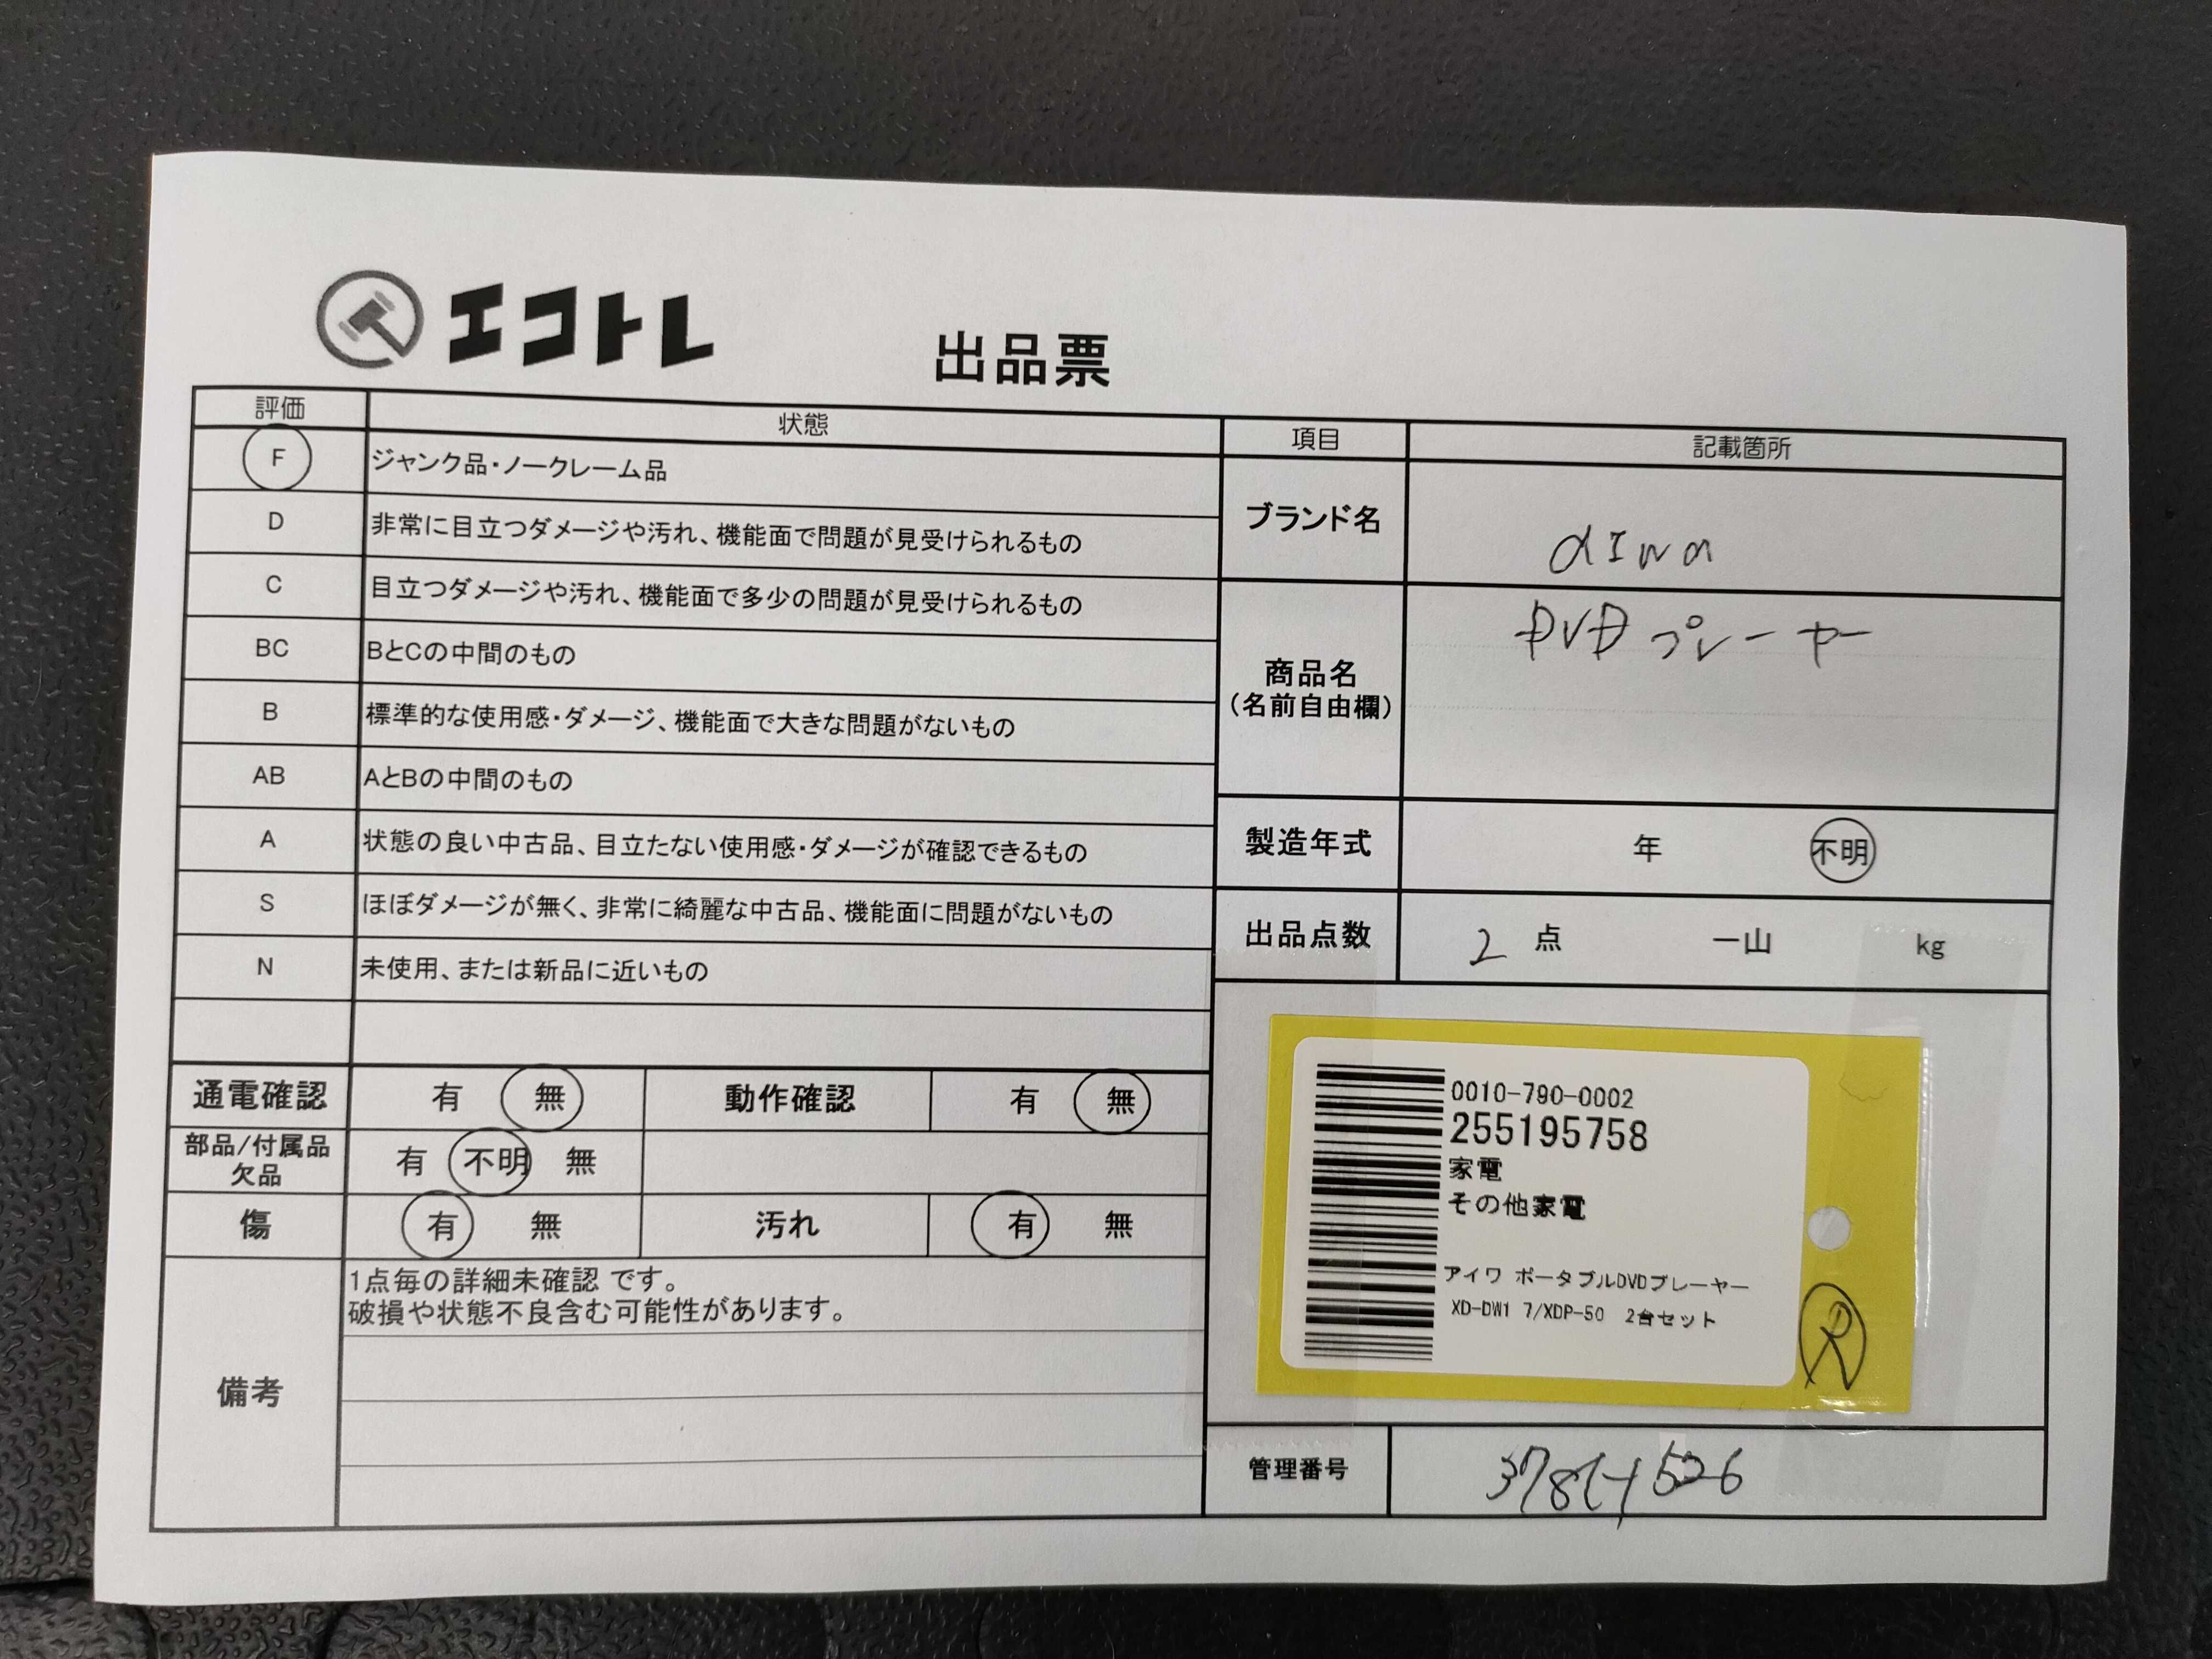 エコトレ
出品票
評価 状態
F ジャンク品・ノークレーム品
D 非常に目立つダメージや汚れ、機能面で問題が見受けられるもの
C 目立つダメージや汚れ、機能面で多少の問題が見受けられるもの
BC BとCの中間のもの
B 標準的な使用感・ダメージ、機能面で大きな問題がないもの
AB AとBの中間のもの
A 状態の良い中古品、目立たない使用感・ダメージが確認できるもの
S ほぼダメージが無く、非常に綺麗な中古品、機能面に問題がないもの
N 未使用、または新品に近いもの
通電確認 有 無 動作確認 有 無
部品/付属品
欠品 有 不明 無
傷 有 無 汚れ 有 無
備考
1点毎の詳細未確認 です。
破損や状態不良含む可能性があります。
項目 記載箇所
ブランド名 aIwa
商品名
(名前自由欄)
DVDプレーヤー
製造年式 年 不明
出品点数 2 点 一山 kg
0010-790-0002
255195758
家電
その他家電
アイワ ポータブルDVDプレーヤー
XD-DW1 7/XDP-50 2台セット
R
管理番号